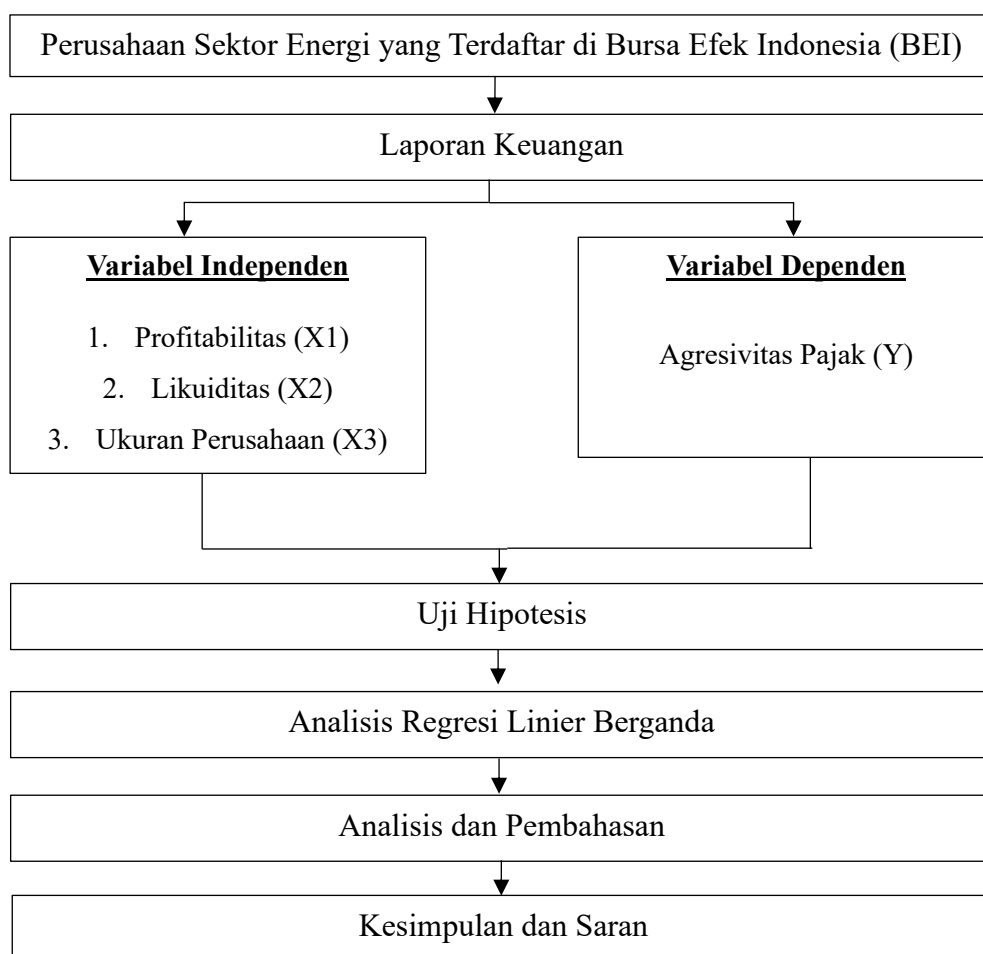 Perusahaan Sektor Energi yang Terdaftar di Bursa Efek Indonesia (BEI)
Laporan Keuangan
Variabel Independen
1. Profitabilitas (X1)
2. Likuiditas (X2)
3. Ukuran Perusahaan (X3)
Variabel Dependen
Agresivitas Pajak (Y)
Uji Hipotesis
Analisis Regresi Linier Berganda
Analisis dan Pembahasan
Kesimpulan dan Saran